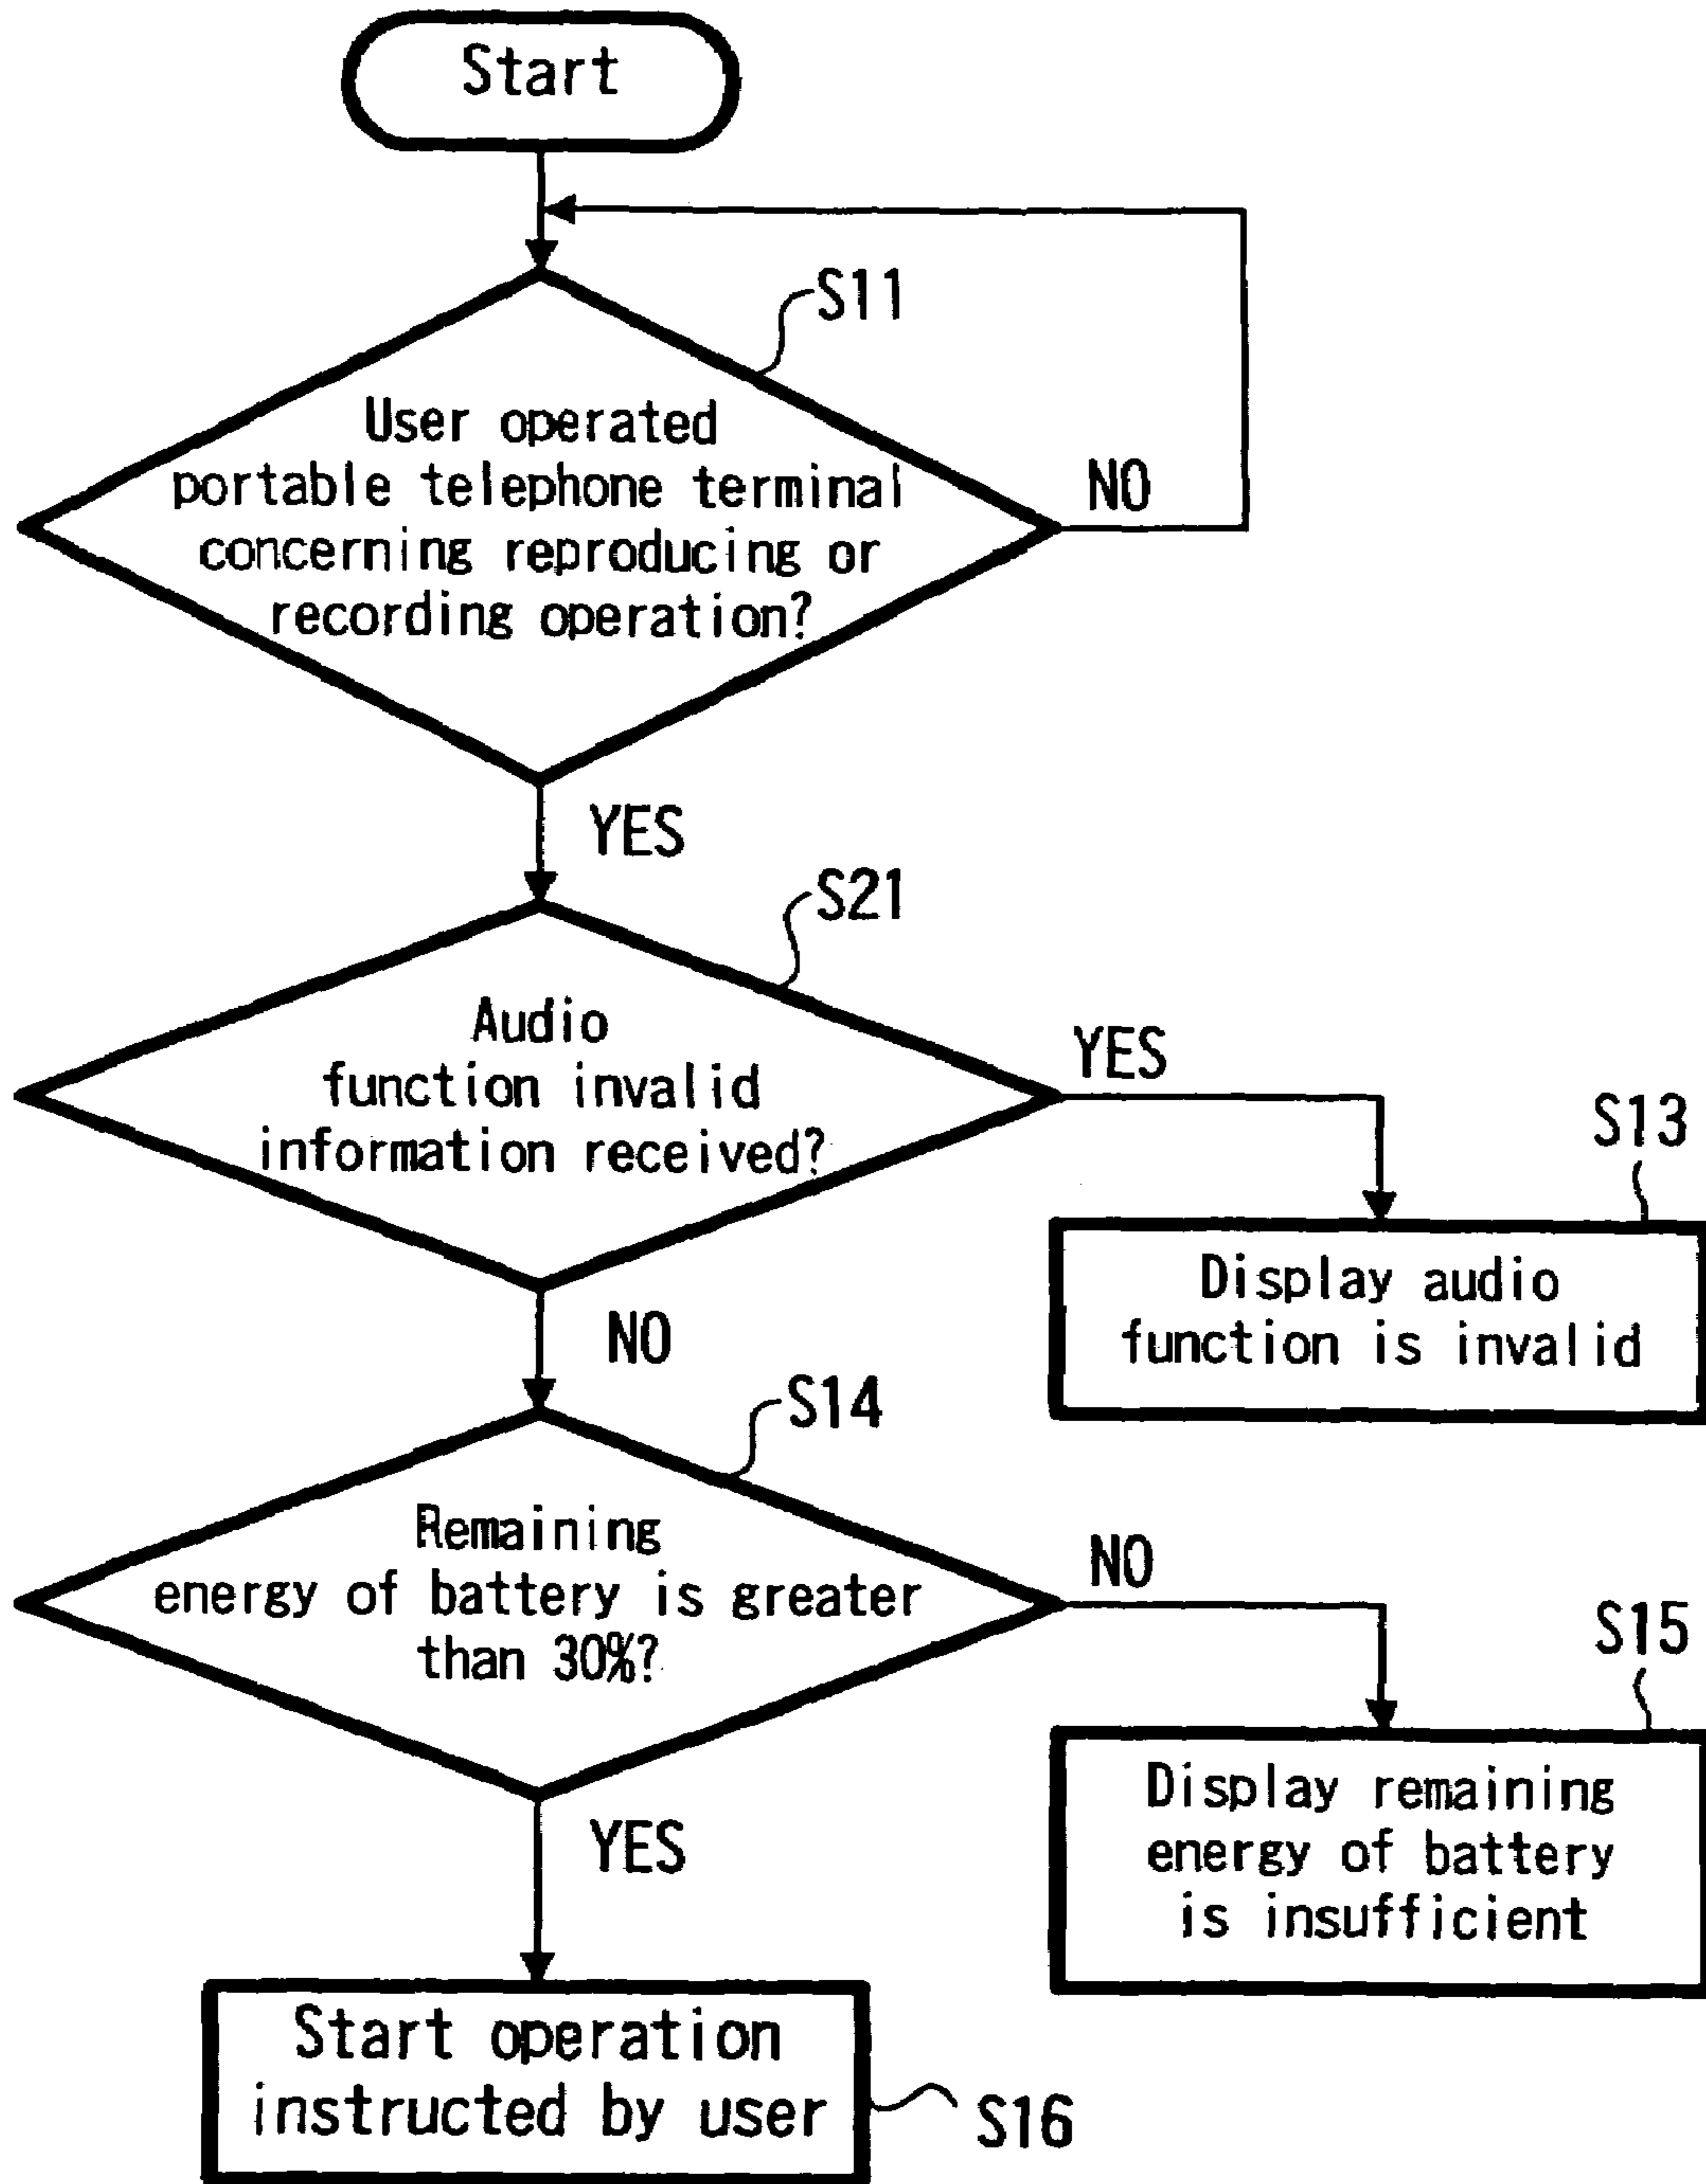 Start
S11
User operated
portable telephone terminal
concerning reproducing or
recording operation?
NO
YES
S21
Audio
function invalid
information received?
YES
S13
Display audio
function is invalid
NO
S14
Remaining
energy of battery is greater
than 30%?
NO
S15
Display remaining
energy of battery
is insufficient
YES
Start operation
instructed by user
S16